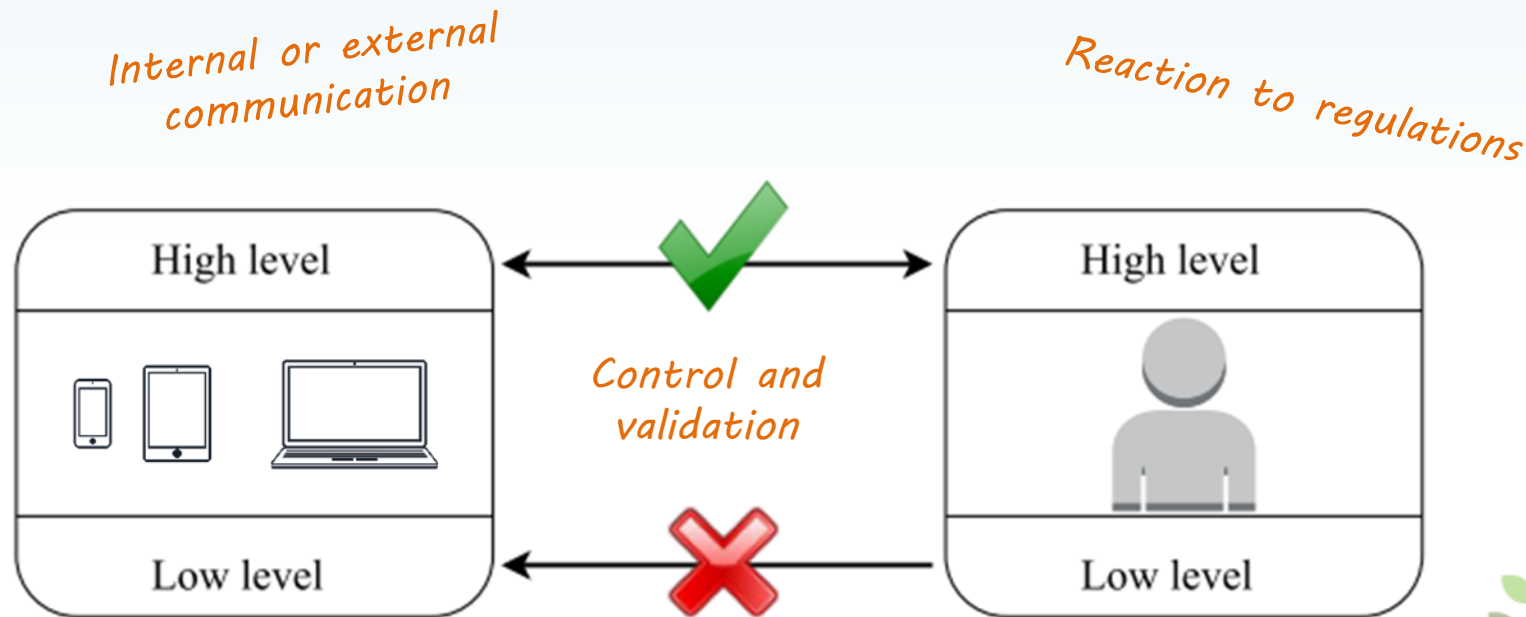 Internal or external
communication
Reaction to regulations
High level
High level
Control and
validation
Low level
Low level